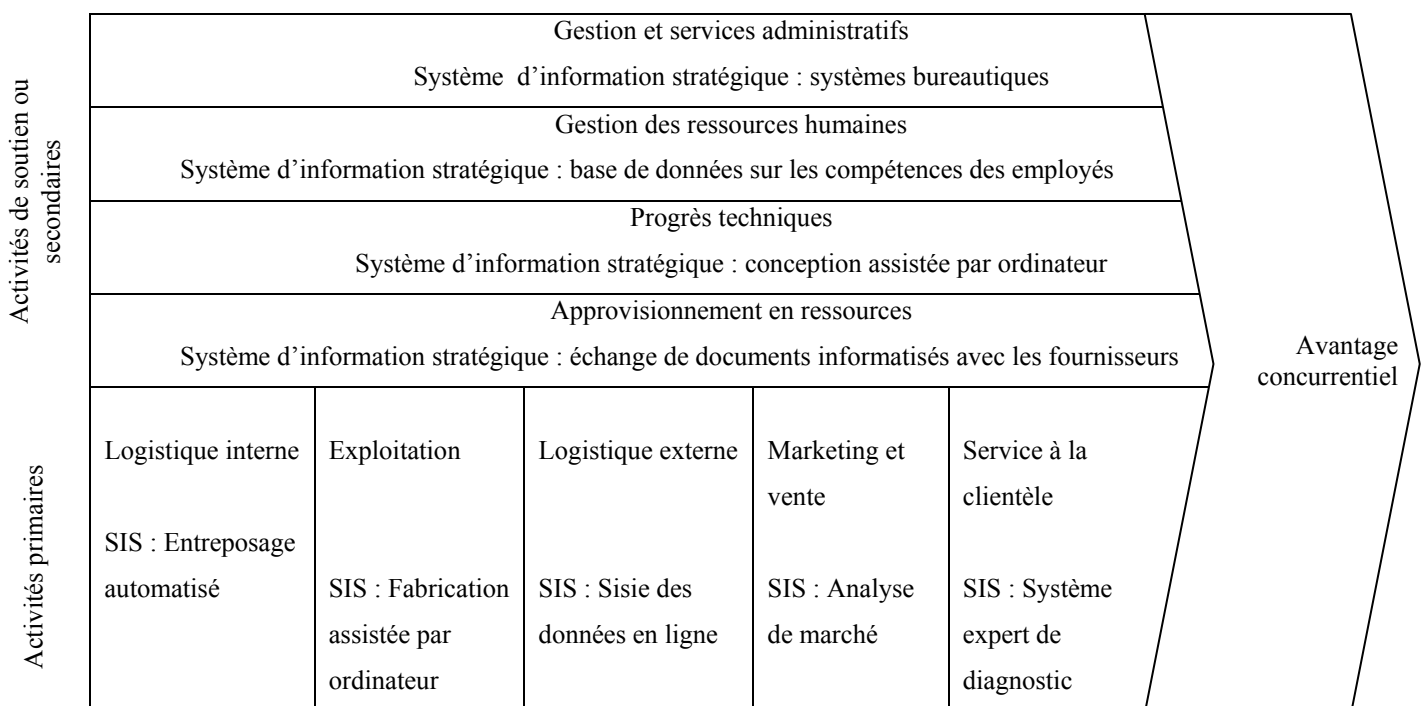 Activités de soutien ou
secondaires
Gestion et services administratifs
Système d’information stratégique : systèmes bureautiques
Gestion des ressources humaines
Système d’information stratégique : base de données sur les compétences des employés
Progrès techniques
Système d’information stratégique : conception assistée par ordinateur
Approvisionnement en ressources
Système d’information stratégique : échange de documents informatisés avec les fournisseurs
Avantage
concurrentiel
Activités primaires
Logistique interne
SIS : Entreposage
automatisé
Exploitation
SIS : Fabrication
assistée par
ordinateur
Logistique externe
SIS : Sisie des
données en ligne
Marketing et
vente
SIS : Analyse
de marché
Service à la
clientèle
SIS : Système
expert de
diagnostic